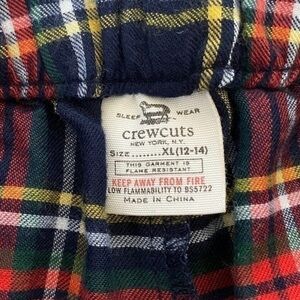 SLEEP WEAR
crewcuts
NEW YORK, N.Y.
SIZE ........ XL(12-14)
THIS GARMENT IS
FLAME RESISTANT
KEEP AWAY FROM FIRE
LOW FLAMMABILITY TO BS5722
MADE IN CHINA